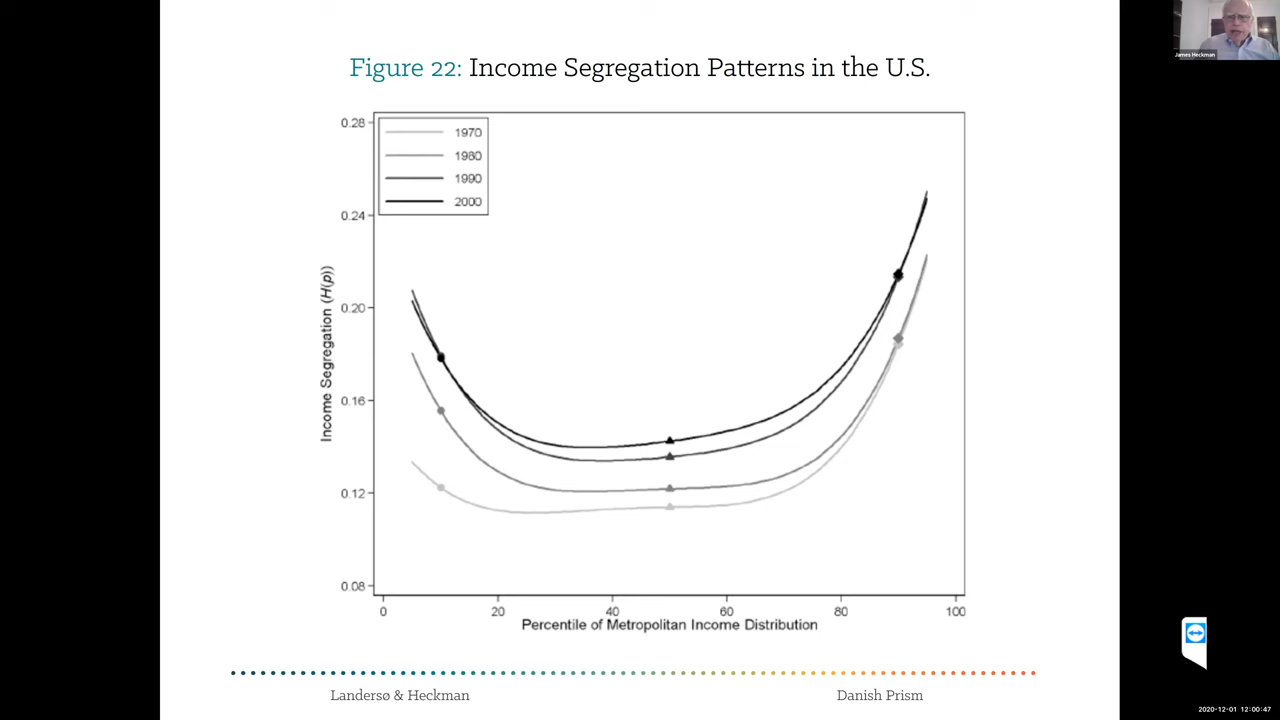 James Heckman
Figure 22: Income Segregation Patterns in the U.S.
0.28
1970
1980
1990
2000
0.24
0.20
0.16
0.12
0.08
Income Segregation (H(p))
0 20 40 60 80 100
Percentile of Metropolitan Income Distribution
Landersø & Heckman Danish Prism
2020-12-01 12:00:47